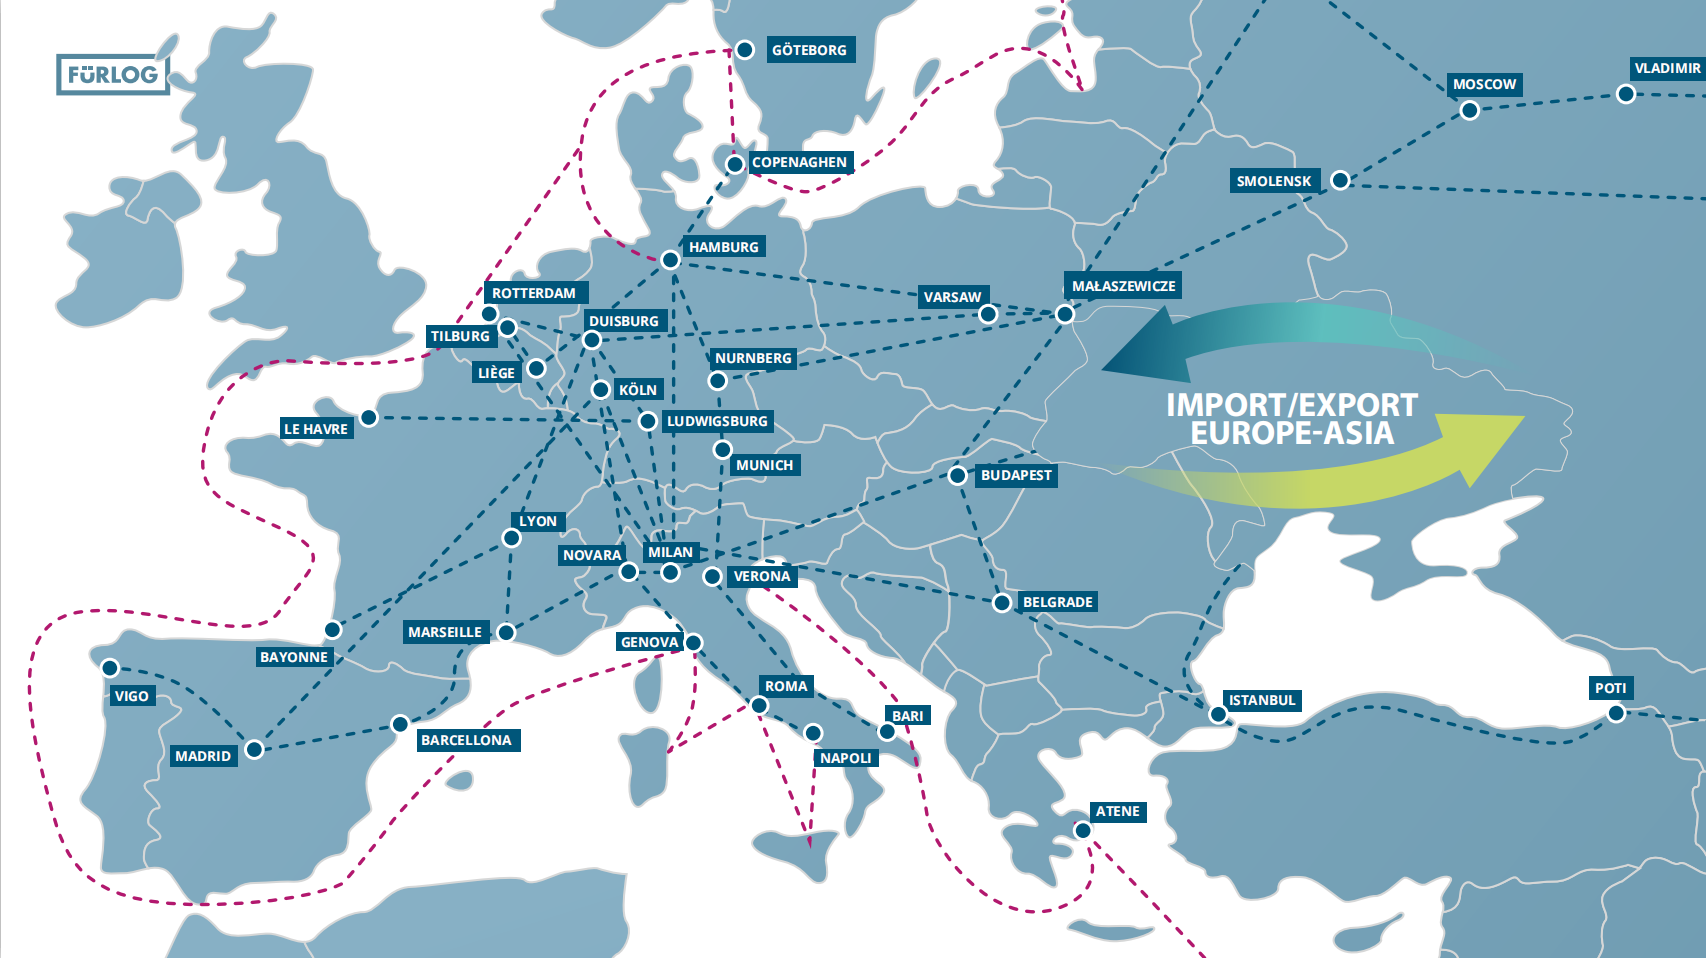 FÜRLOG
GÖTEBORG
VLADIMIR
MOSCOW
COPENAGHEN
SMOLENSK
HAMBURG
ROTTERDAM
MAŁASZEWICZE
VARSAW
DUISBURG
TILBURG
NURNBERG
LIÈGE
KÖLN
IMPORT/EXPORT
EUROPE-ASIA
LE HAVRE
LUDWIGSBURG
MUNICH
BUDAPEST
LYON
NOVARA
MILAN
VERONA
BELGRADE
MARSEILLE
GENOVA
BAYONNE
ROMA
POTI
VIGO
ISTANBUL
BARI
BARCELLONA
MADRID
NAPOLI
ATENE